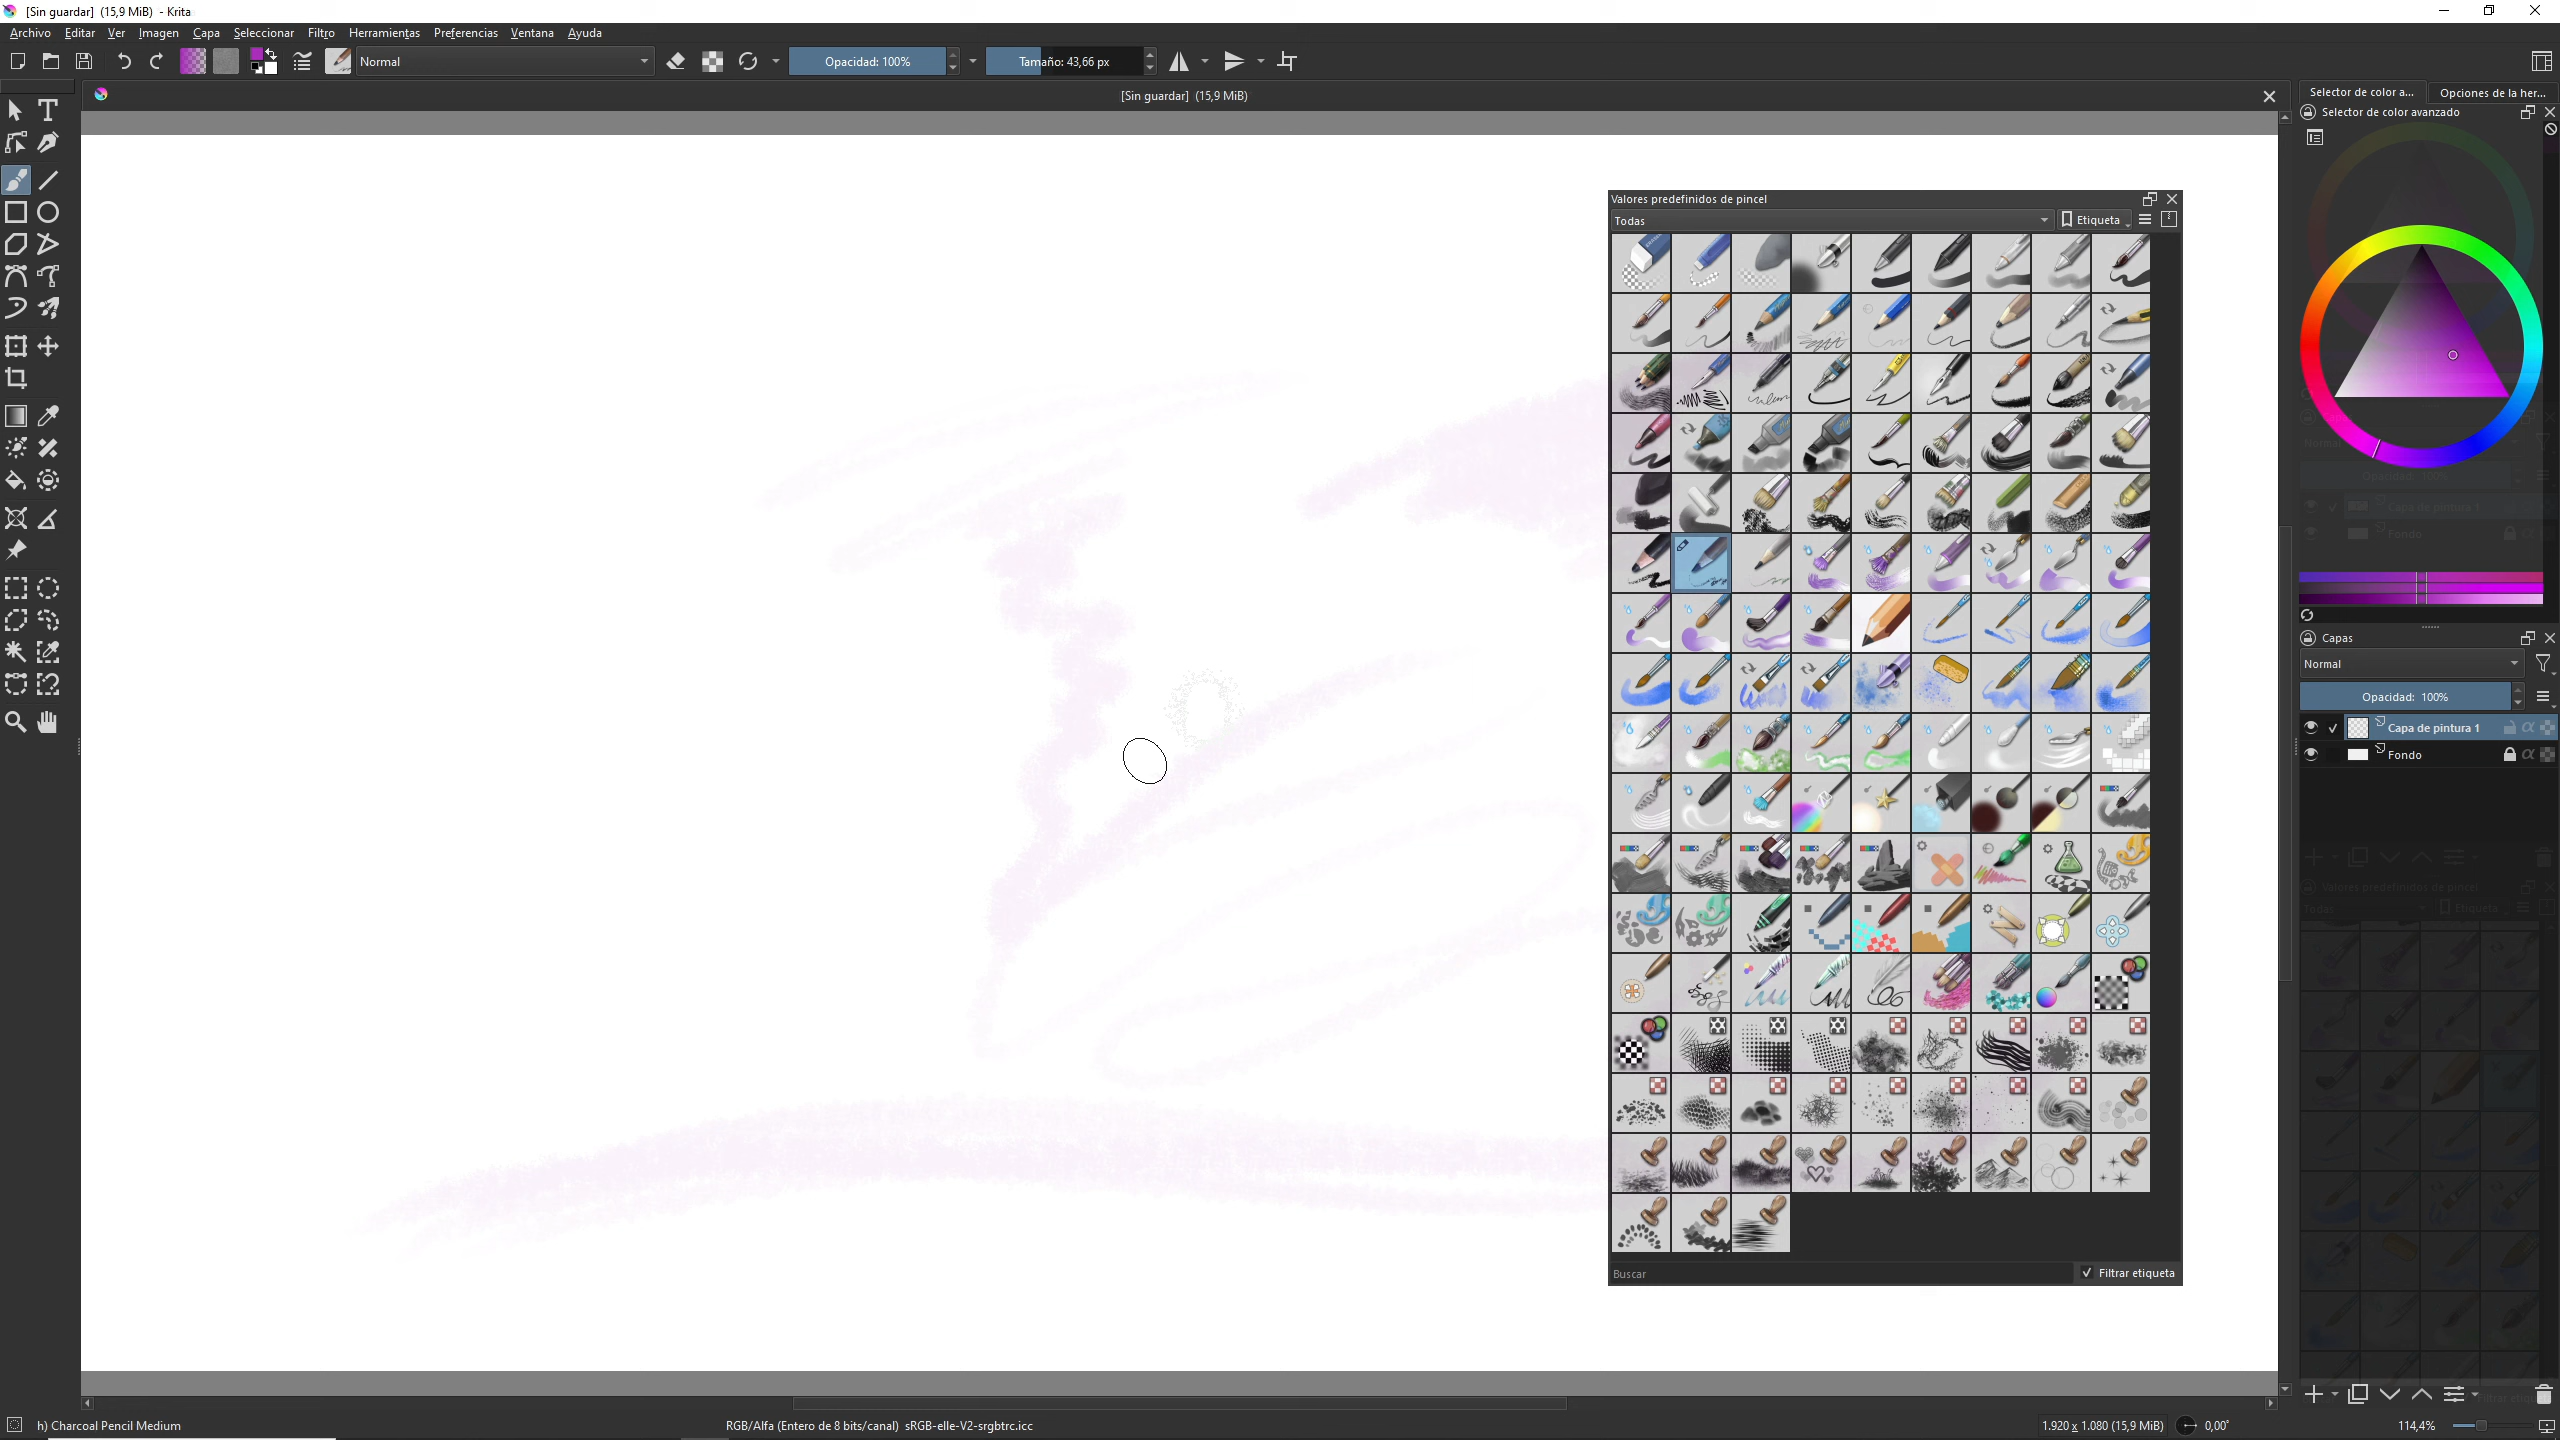 [Sin guardar]  (15,9 MiB)  - Krita
Archivo Editar Ver Imagen Capa Seleccionar Filtro Herramientas Preferencias Ventana Ayuda
Normal
Opacidad: 100%
Tamaño: 43,66 px
[Sin guardar]  (15,9 MiB)
Selector de color a...
Opciones de la her...
Selector de color avanzado
Valores predefinidos de pincel
Todas
Etiqueta
Capas
Normal
Opacidad:  100%
Capa de pintura 1
Fondo
Buscar
Filtrar etiqueta
h) Charcoal Pencil Medium
RGB/Alfa (Entero de 8 bits/canal)  sRGB-elle-V2-srgbtrc.icc
1.920 x 1.080 (15,9 MiB)
0,00°
114,4%